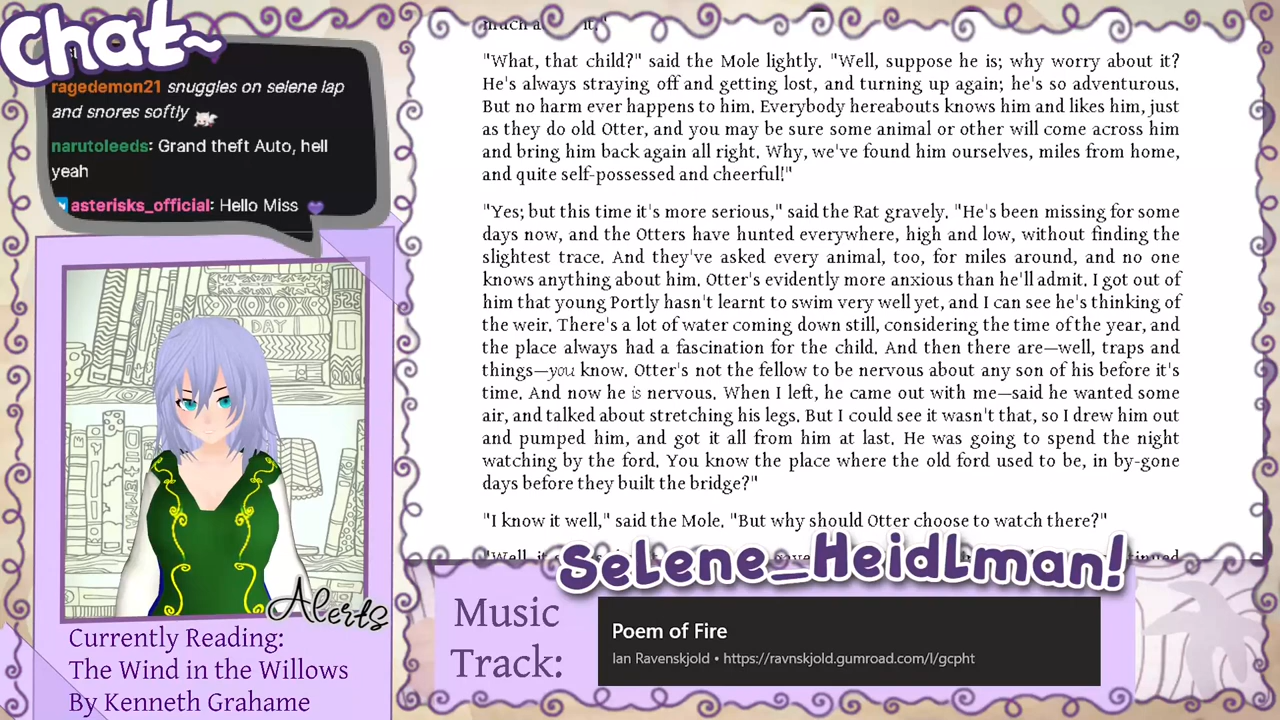 Chat~
ragedemon21 snuggles on selene lap
and snores softly
narutoleeds: Grand theft Auto, hell
yeah
asterisks_official: Hello Miss
DAY
Alerts
Currently Reading:
The Wind in the Willows
By Kenneth Grahame
"What, that child?" said the Mole lightly. "Well, suppose he is; why worry about it?
He's always straying off and getting lost, and turning up again; he's so adventurous.
But no harm ever happens to him. Everybody hereabouts knows him and likes him, just
as they do old Otter, and you may be sure some animal or other will come across him
and bring him back again all right. Why, we've found him ourselves, miles from home,
and quite self-possessed and cheerful!"
"Yes; but this time it's more serious," said the Rat gravely. "He's been missing for some
days now, and the Otters have hunted everywhere, high and low, without finding the
slightest trace. And they've asked every animal, too, for miles around, and no one
knows anything about him. Otter's evidently more anxious than he'll admit. I got out of
him that young Portly hasn't learnt to swim very well yet, and I can see he's thinking of
the weir. There's a lot of water coming down still, considering the time of the year, and
the place always had a fascination for the child. And then there are—well, traps and
things—you know. Otter's not the fellow to be nervous about any son of his before it's
time. And now he is nervous. When I left, he came out with me—said he wanted some
air, and talked about stretching his legs. But I could see it wasn't that, so I drew him out
and pumped him, and got it all from him at last. He was going to spend the night
watching by the ford. You know the place where the old ford used to be, in by-gone
days before they built the bridge?"
"I know it well," said the Mole. "But why should Otter choose to watch there?"
Selene_Heidlman!
Music
Track:
Poem of Fire
Ian Ravenskjold • https://ravnskjold.gumroad.com/l/gcpht